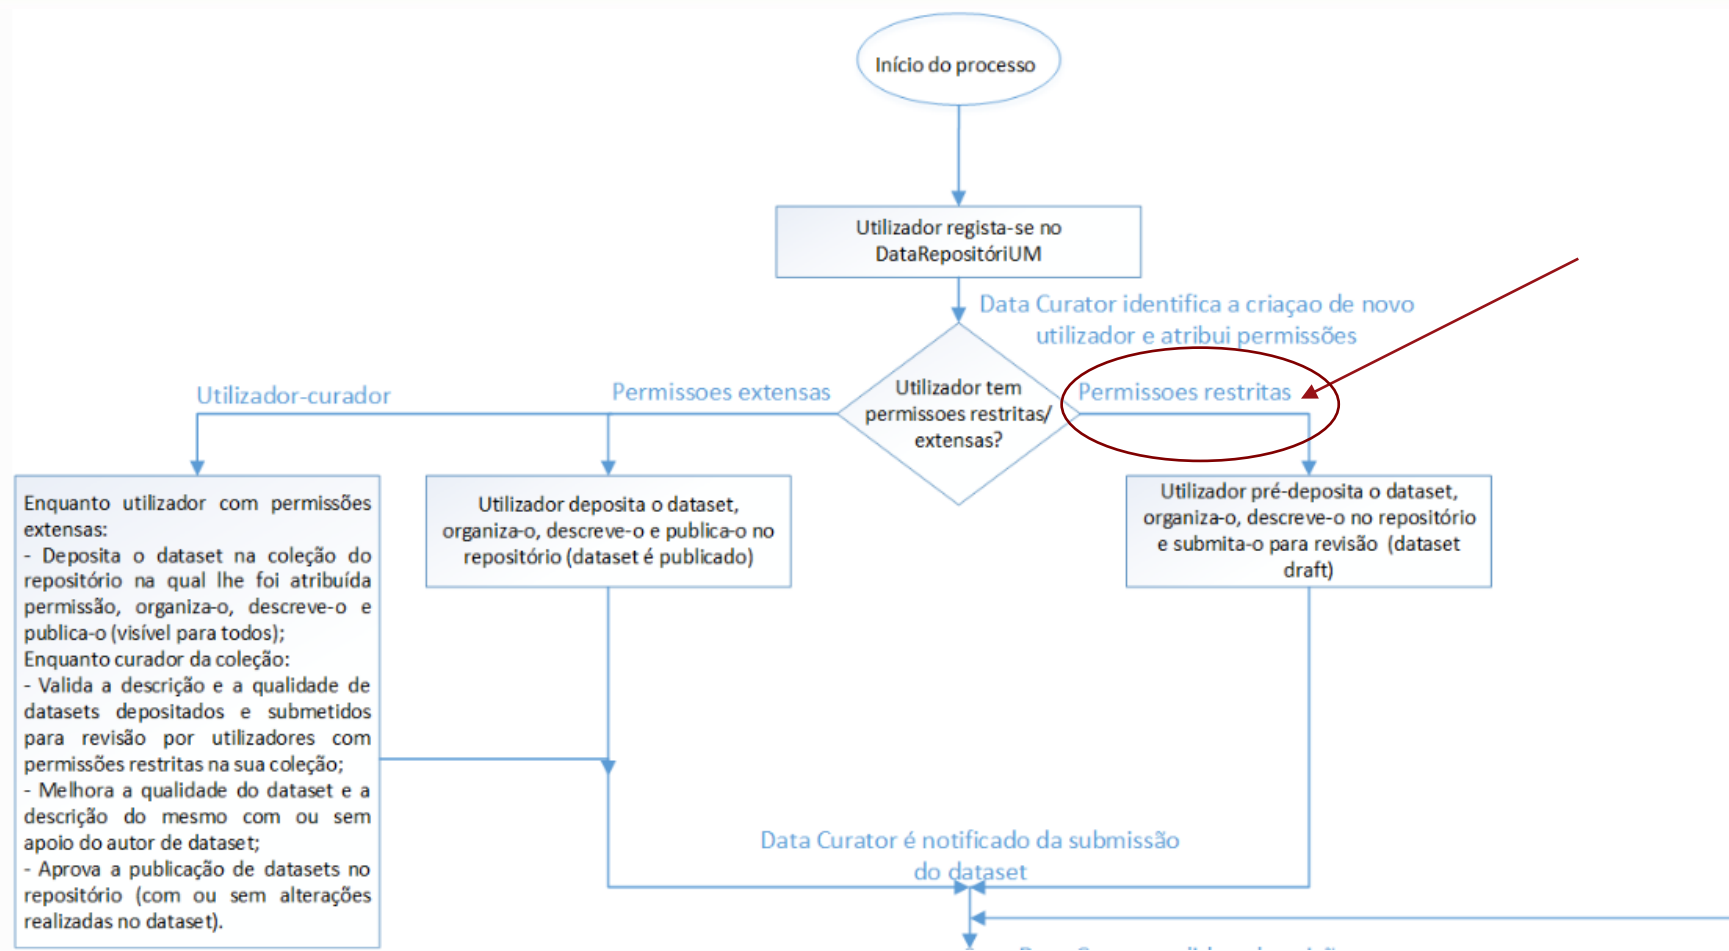 Início do processo
Utilizador regista-se no
DataRepositóriUM
Data Curator identifica a criaçao de novo
utilizador e atribui permissões
Utilizador-curador
Permissoes extensas
Utilizador tem
permissoes restritas/
extensas?
Permissoes restritas
Enquanto utilizador com permissões
extensas:
- Deposita o dataset na coleção do
repositório na qual lhe foi atribuída
permissão, organiza-o, descreve-o e
publica-o (visível para todos);
Enquanto curador da coleção:
- Valida a descrição e a qualidade de
datasets depositados e submetidos
para revisão por utilizadores com
permissões restritas na sua coleção;
- Melhora a qualidade do dataset e a
descrição do mesmo com ou sem
apoio do autor de dataset;
- Aprova a publicação de datasets no
repositório (com ou sem alterações
realizadas no dataset).
Utilizador deposita o dataset,
organiza-o, descreve-o e publica-o no
repositório (dataset é publicado)
Utilizador pré-deposita o dataset,
organiza-o, descreve-o no repositório
e submita-o para revisão (dataset
draft)
Data Curator é notificado da submissão
do dataset